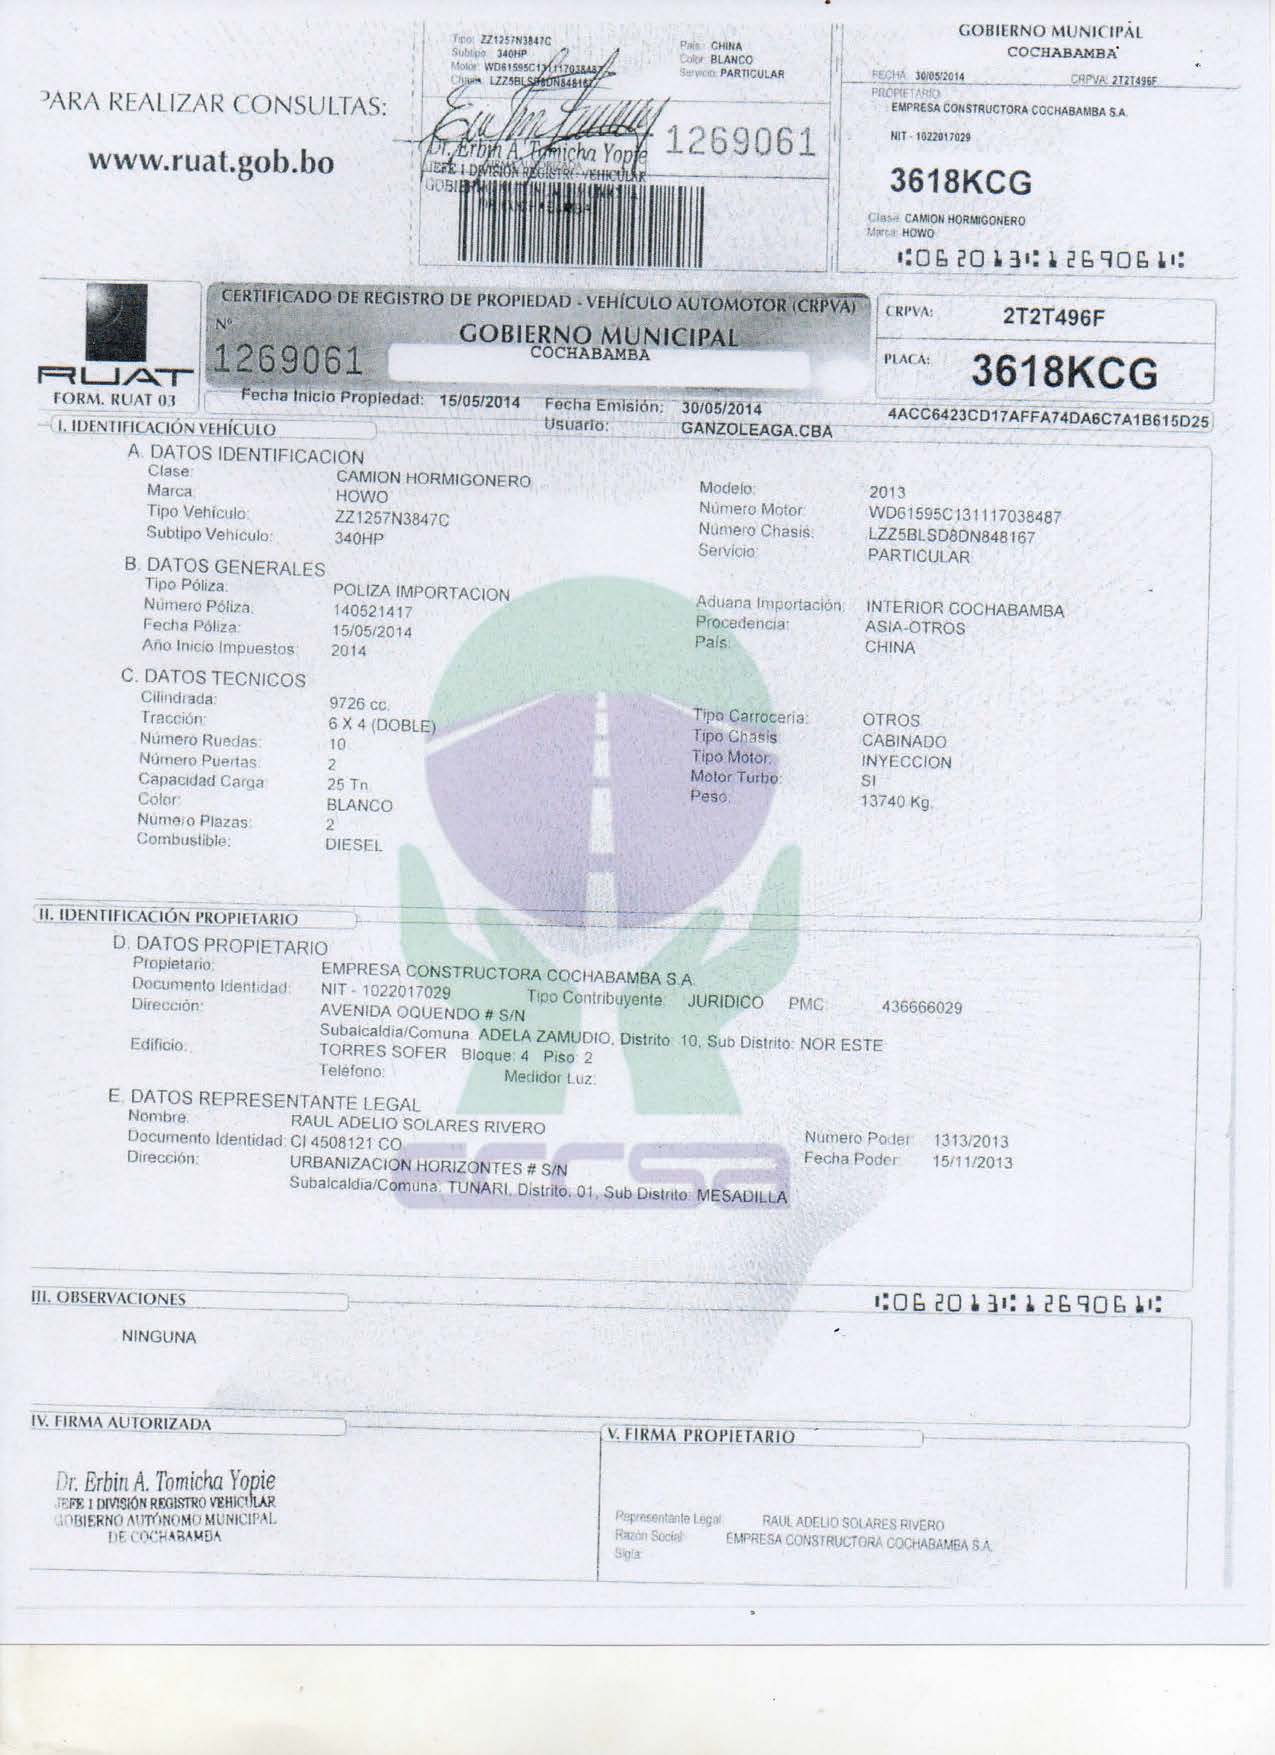 PARA REALIZAR CONSULTAS:
www.ruat.gob.bo
Tipo: ZZ1257N3847C
Subtipo: 340HP
Motor: WD61595C131117038487
Chasis: LZZ5BLSD8DN848167
País: CHINA
Color: BLANCO
Servicio: PARTICULAR
1269061
Dr. Erbin A. Tomicha Yopie
JEFE I DIVISIÓN REGISTRO VEHICULAR
GOBIERNO MUNICIPAL
COCHABAMBA
FECHA: 30/05/2014 CRPVA: 2T2T496F
PROPIETARIO:
EMPRESA CONSTRUCTORA COCHABAMBA S.A.
NIT - 1022017029
3618KCG
Clase: CAMION HORMIGONERO
Marca: HOWO
⑆062013⑆1269061⑆
RUAT
FORM. RUAT 03
CERTIFICADO DE REGISTRO DE PROPIEDAD - VEHÍCULO AUTOMOTOR (CRPVA)
Nº
1269061
GOBIERNO MUNICIPAL
COCHABAMBA
CRPVA: 2T2T496F
PLACA: 3618KCG
Fecha Inicio Propiedad: 15/05/2014 Fecha Emisión: 30/05/2014
Usuario: GANZOLEAGA.CBA
4ACC6423CD17AFFA74DA6C7A1B615D25
I. IDENTIFICACIÓN VEHÍCULO
A. DATOS IDENTIFICACION
Clase: CAMION HORMIGONERO
Marca: HOWO
Tipo Vehículo: ZZ1257N3847C
Subtipo Vehículo: 340HP
Modelo: 2013
Número Motor: WD61595C131117038487
Número Chasis: LZZ5BLSD8DN848167
Servicio: PARTICULAR
B. DATOS GENERALES
Tipo Póliza: POLIZA IMPORTACION
Número Póliza: 140521417
Fecha Póliza: 15/05/2014
Año Inicio Impuestos: 2014
Aduana Importación: INTERIOR COCHABAMBA
Procedencia: ASIA-OTROS
País: CHINA
C. DATOS TECNICOS
Cilindrada: 9726 cc.
Tracción: 6 X 4 (DOBLE)
Número Ruedas: 10
Número Puertas: 2
Capacidad Carga: 25 Tn
Color: BLANCO
Número Plazas: 2
Combustible: DIESEL
Tipo Carrocería: OTROS
Tipo Chasis: CABINADO
Tipo Motor: INYECCION
Motor Turbo: SI
Peso: 13740 Kg.
II. IDENTIFICACIÓN PROPIETARIO
D. DATOS PROPIETARIO
Propietario: EMPRESA CONSTRUCTORA COCHABAMBA S.A.
Documento Identidad: NIT - 1022017029 Tipo Contribuyente: JURIDICO PMC: 436666029
Dirección: AVENIDA OQUENDO # S/N
Subalcaldia/Comuna: ADELA ZAMUDIO, Distrito: 10, Sub Distrito: NOR ESTE
Edificio: TORRES SOFER Bloque: 4 Piso: 2
Teléfono: Medidor Luz:
E. DATOS REPRESENTANTE LEGAL
Nombre: RAUL ADELIO SOLARES RIVERO
Documento Identidad: CI 4508121 CO
Dirección: URBANIZACION HORIZONTES # S/N
Subalcaldia/Comuna: TUNARI, Distrito: 01, Sub Distrito: MESADILLA
Número Poder: 1313/2013
Fecha Poder: 15/11/2013
eccsa
III. OBSERVACIONES
⑆062013⑆1269061⑆
NINGUNA
IV. FIRMA AUTORIZADA
Dr. Erbin A. Tomicha Yopie
JEFE I DIVISIÓN REGISTRO VEHICULAR
GOBIERNO AUTÓNOMO MUNICIPAL
DE COCHABAMBA
V. FIRMA PROPIETARIO
Representante Legal: RAUL ADELIO SOLARES RIVERO
Razón Social: EMPRESA CONSTRUCTORA COCHABAMBA S.A.
Sigla: